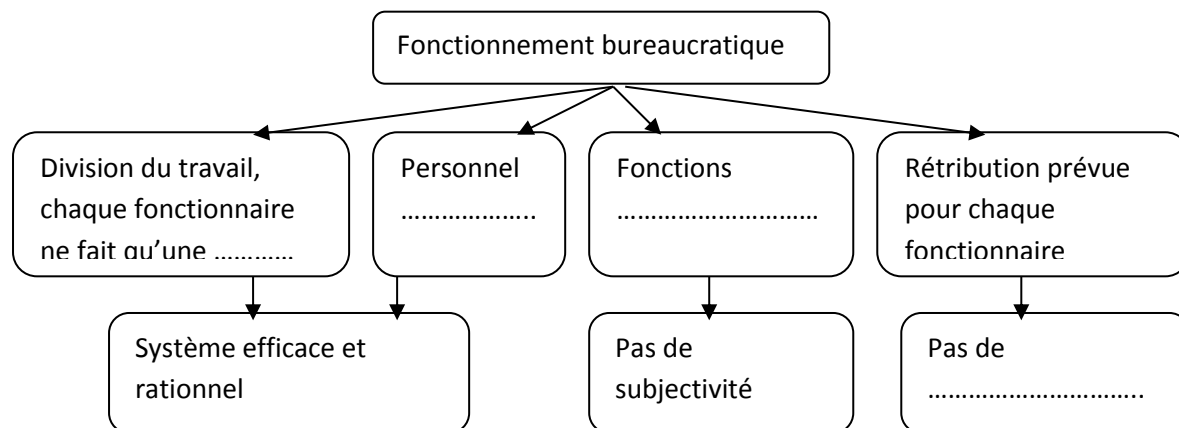 Fonctionnement bureaucratique
Division du travail,
chaque fonctionnaire
ne fait qu’une …………
Personnel
………………..
Fonctions
…………………………
Rétribution prévue
pour chaque
fonctionnaire
Système efficace et
rationnel
Pas de
subjectivité
Pas de
…………………………..